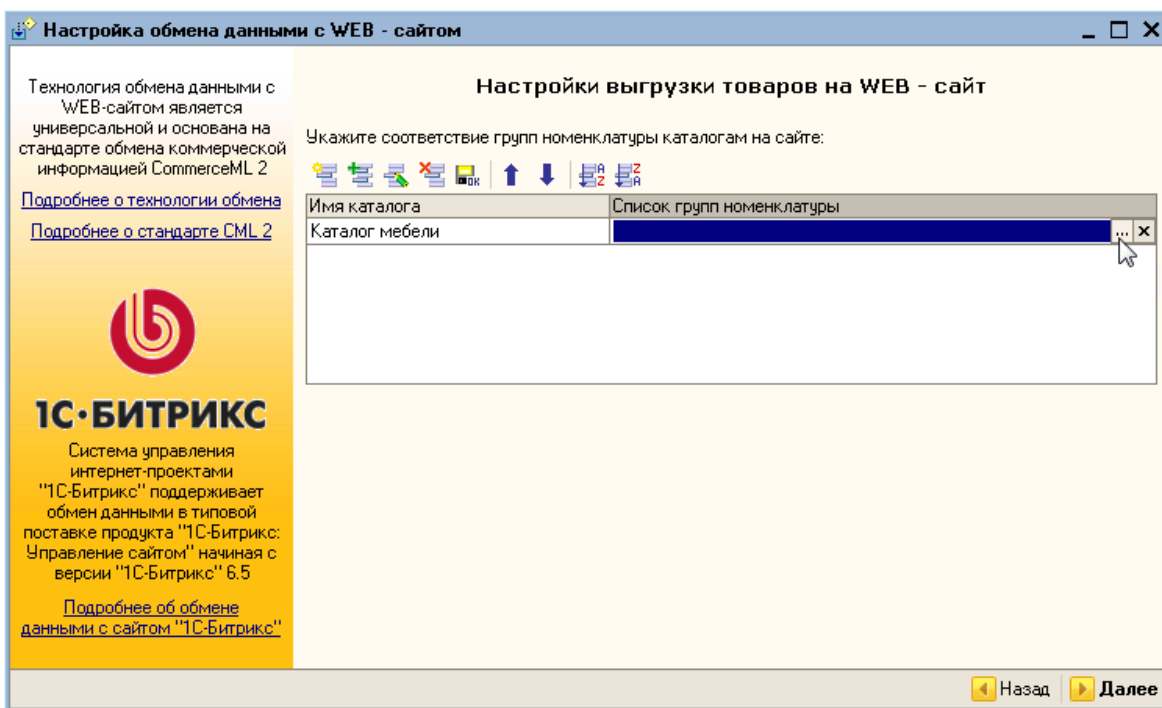 Настройка обмена данными с WEB - сайтом
Технология обмена данными с
WEB-сайтом является
универсальной и основана на
стандарте обмена коммерческой
информацией CommerceML 2
Подробнее о технологии обмена
Подробнее о стандарте CML 2
1С·БИТРИКС
Система управления
интернет-проектами
"1С-Битрикс" поддерживает
обмен данными в типовой
поставке продукта "1С-Битрикс:
Управление сайтом" начиная с
версии "1С-Битрикс" 6.5
Подробнее об обмене
данными с сайтом "1С-Битрикс"
Настройки выгрузки товаров на WEB - сайт
Укажите соответствие групп номенклатуры каталогам на сайте:
Имя каталога Список групп номенклатуры
Каталог мебели ... x
Назад Далее